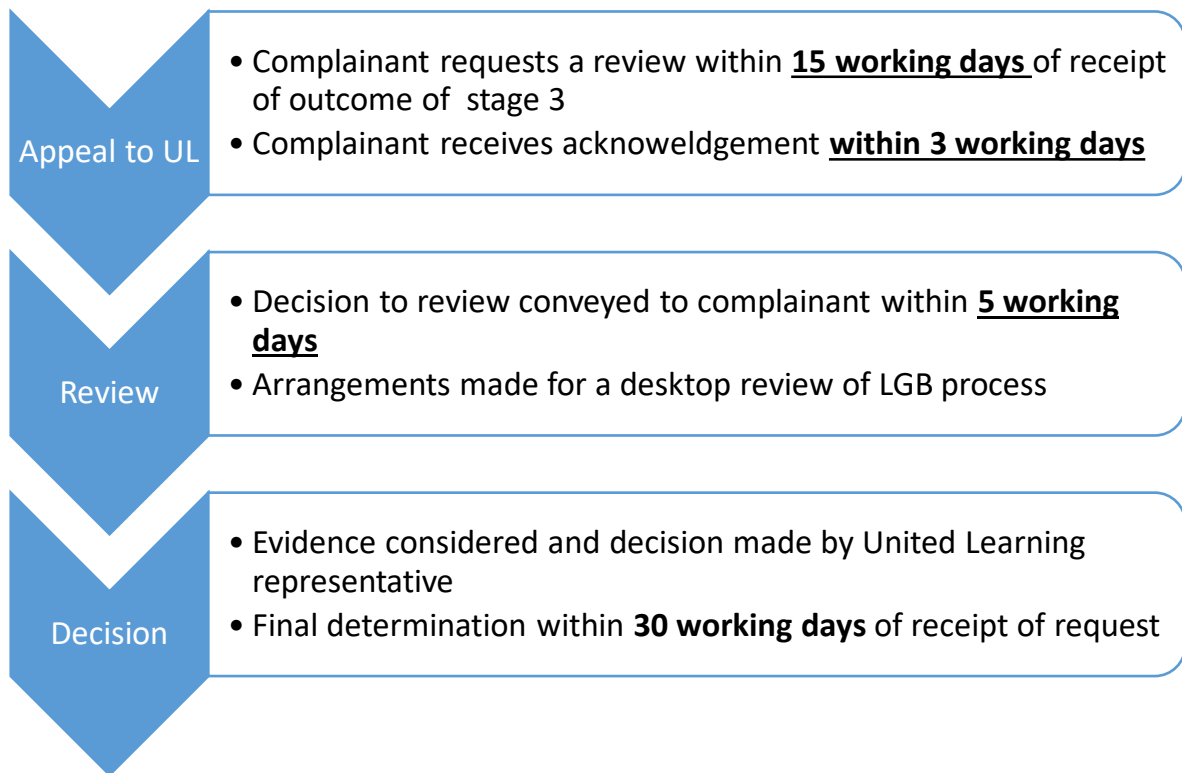 Appeal to UL
• Complainant requests a review within 15 working days of receipt
of outcome of stage 3
• Complainant receives acknoweldgement within 3 working days
Review
• Decision to review conveyed to complainant within 5 working
days
• Arrangements made for a desktop review of LGB process
Decision
• Evidence considered and decision made by United Learning
representative
• Final determination within 30 working days of receipt of request